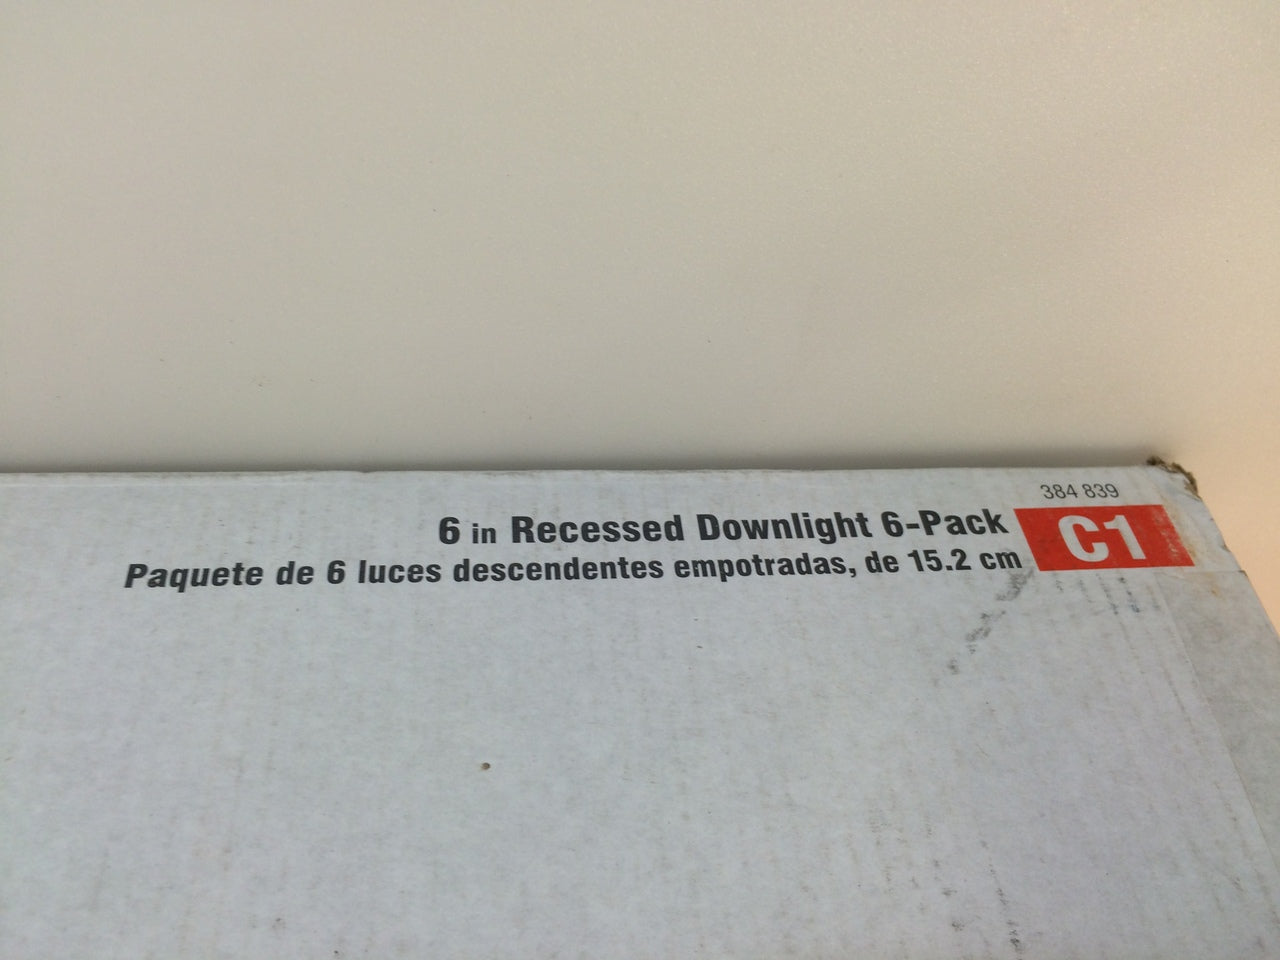 384 839
6 in Recessed Downlight 6-Pack
C1
Paquete de 6 luces descendentes empotradas, de 15.2 cm